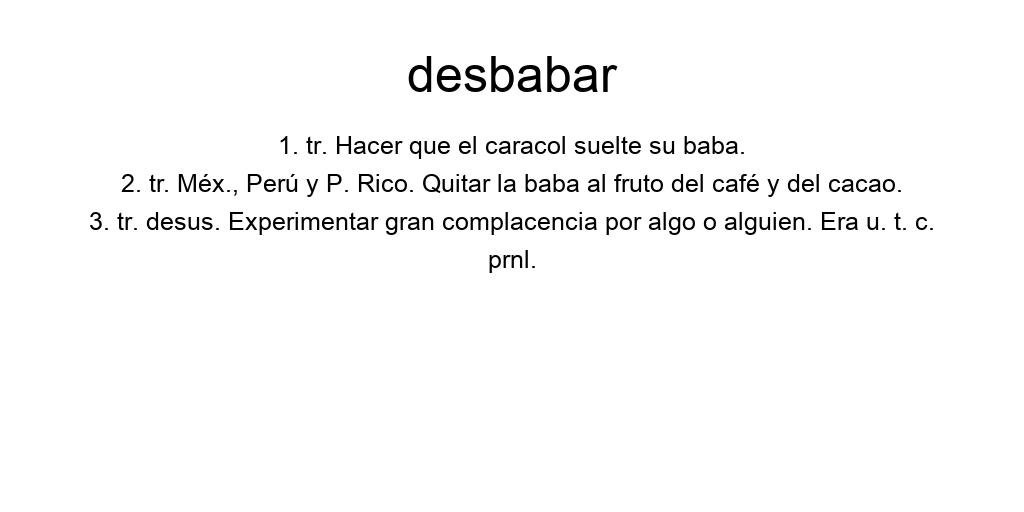 desbabar
1. tr. Hacer que el caracol suelte su baba.
2. tr. Méx., Perú y P. Rico. Quitar la baba al fruto del café y del cacao.
3. tr. desus. Experimentar gran complacencia por algo o alguien. Era u. t. c.
prnl.